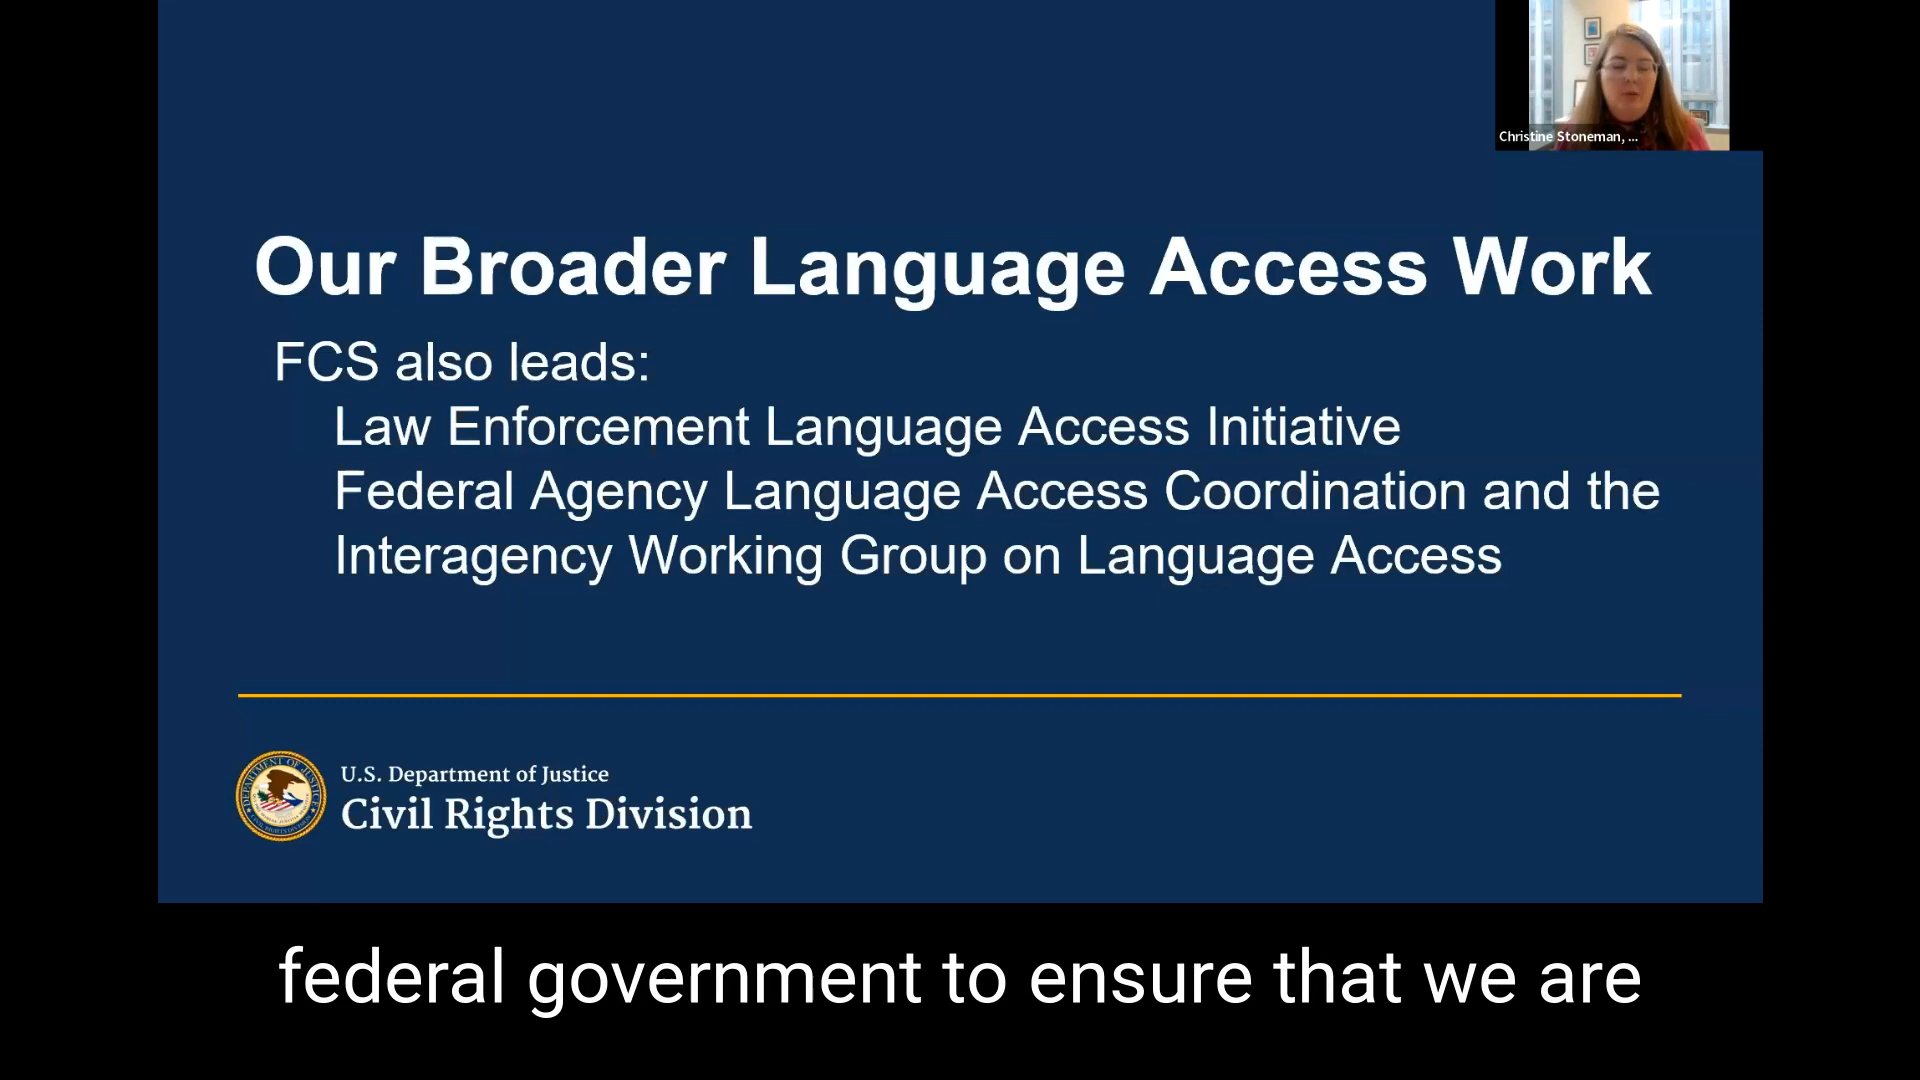 Christine Stoneman, ...
Our Broader Language Access Work
FCS also leads:
Law Enforcement Language Access Initiative
Federal Agency Language Access Coordination and the
Interagency Working Group on Language Access
U.S. Department of Justice
Civil Rights Division
federal government to ensure that we are